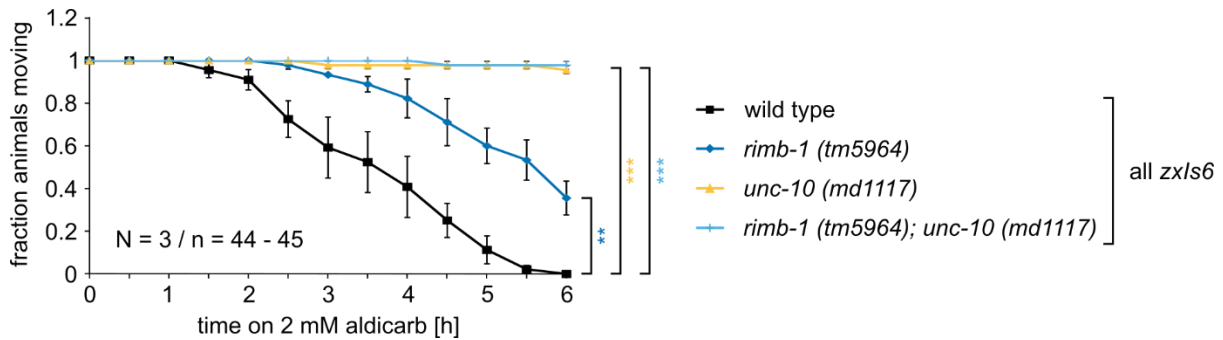 fraction animals moving
1.2
1
0.8
0.6
0.4
0.2
0
N = 3 / n = 44 - 45
0 1 2 3 4 5 6
time on 2 mM aldicarb [h]
**
***
***
wild type
rimb-1 (tm5964)
unc-10 (md1117)
rimb-1 (tm5964); unc-10 (md1117)
all zxIs6